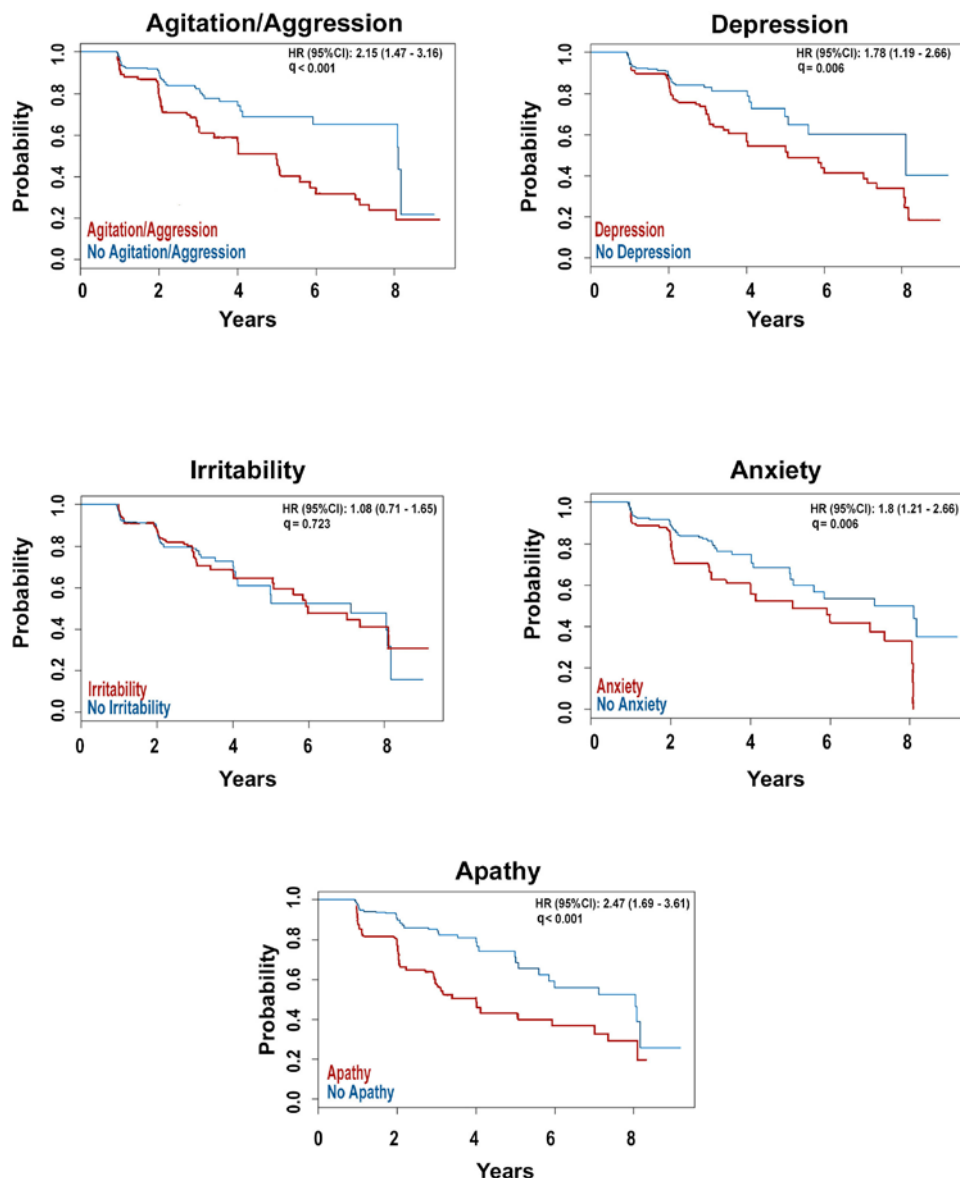 Agitation/Aggression
HR (95%CI): 2.15 (1.47 - 3.16)
q < 0.001
Probability
1.0
0.8
0.6
0.4
0.2
0.0
Agitation/Aggression
No Agitation/Aggression
0 2 4 6 8
Years
Depression
HR (95%CI): 1.78 (1.19 - 2.66)
q = 0.006
Probability
1.0
0.8
0.6
0.4
0.2
0.0
Depression
No Depression
0 2 4 6 8
Years
Irritability
HR (95%CI): 1.08 (0.71 - 1.65)
q = 0.723
Probability
1.0
0.8
0.6
0.4
0.2
0.0
Irritability
No Irritability
0 2 4 6 8
Years
Anxiety
HR (95%CI): 1.8 (1.21 - 2.66)
q = 0.006
Probability
1.0
0.8
0.6
0.4
0.2
0.0
Anxiety
No Anxiety
0 2 4 6 8
Years
Apathy
HR (95%CI): 2.47 (1.69 - 3.61)
q < 0.001
Probability
1.0
0.8
0.6
0.4
0.2
0.0
Apathy
No Apathy
0 2 4 6 8
Years